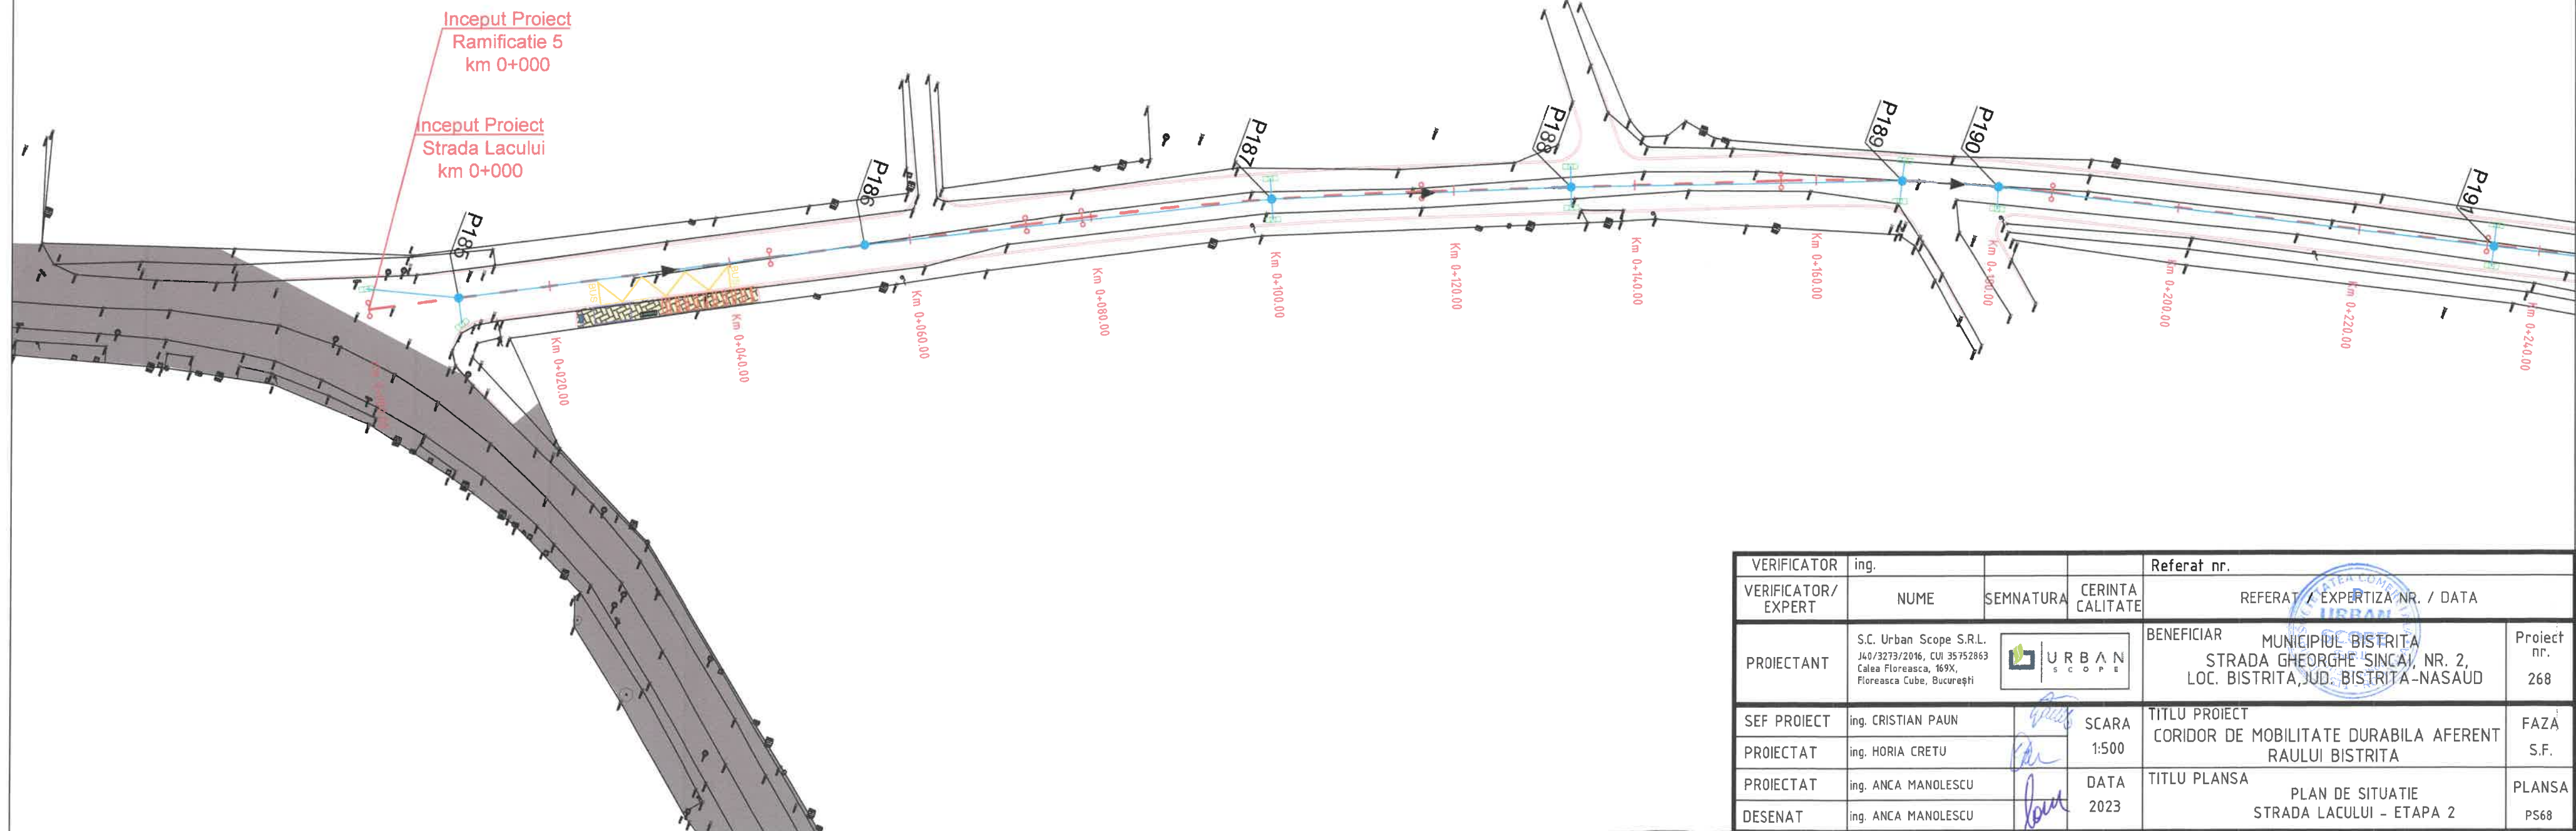 Inceput Proiect
Ramificatie 5
km 0+000
Inceput Proiect
Strada Lacului
km 0+000
P185
P186
P187
P188
P189
P190
P191
BUS
BUS
Km 0+020.00
Km 0+040.00
Km 0+060.00
Km 0+080.00
Km 0+100.00
Km 0+120.00
Km 0+140.00
Km 0+160.00
Km 0+180.00
Km 0+200.00
Km 0+220.00
Km 0+240.00
VERIFICATOR ing. Referat nr.
VERIFICATOR/
EXPERT
NUME
SEMNATURA
CERINTA
CALITATE
REFERAT / EXPERTIZA NR. / DATA
PROIECTANT
S.C. Urban Scope S.R.L.
J40/3273/2016, CUI 35752863
Calea Floreasca, 169X,
Floreasca Cube, București
URBAN
SCOPE
BENEFICIAR
MUNICIPIUL BISTRITA
STRADA GHEORGHE SINCAI, NR. 2,
LOC. BISTRITA, JUD. BISTRITA-NASAUD
Proiect
nr.
268
URBAN
SCOPE
SEF PROIECT ing. CRISTIAN PAUN
PROIECTAT ing. HORIA CRETU
PROIECTAT ing. ANCA MANOLESCU
DESENAT ing. ANCA MANOLESCU
SCARA
1:500
DATA
2023
TITLU PROIECT
CORIDOR DE MOBILITATE DURABILA AFERENT
RAULUI BISTRITA
FAZA
S.F.
TITLU PLANSA
PLAN DE SITUATIE
STRADA LACULUI - ETAPA 2
PLANSA
PS68